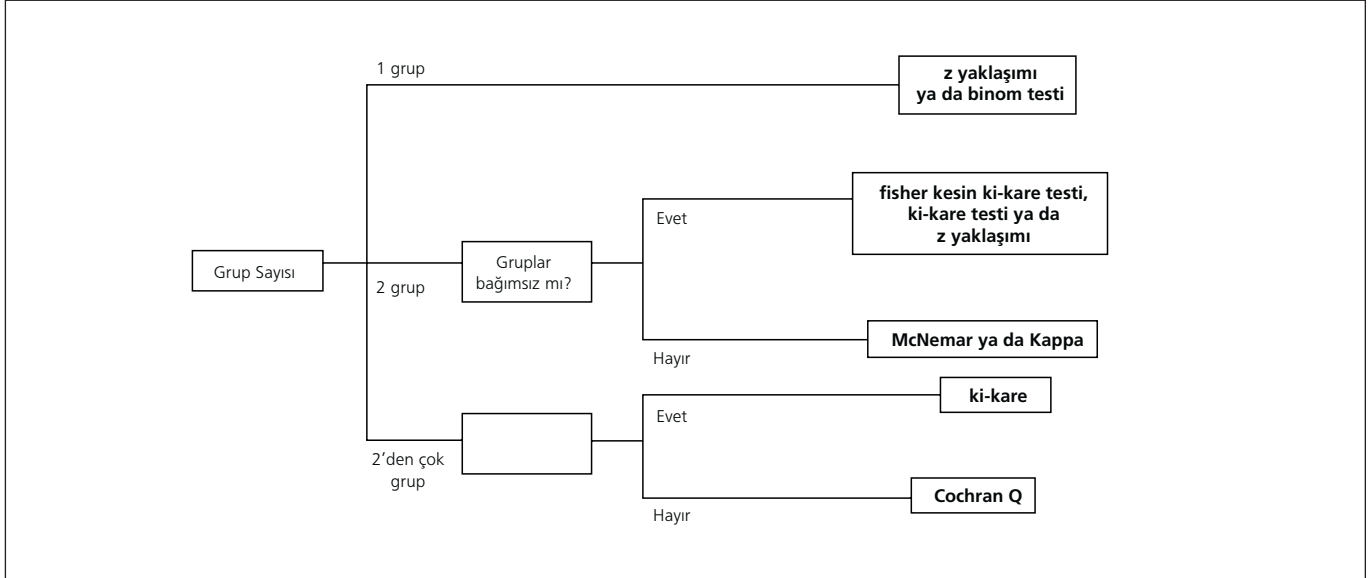 1 grup
z yaklaşımı
ya da binom testi
Grup Sayısı
2 grup
Gruplar
bağımsız mı?
Evet
fisher kesin ki-kare testi,
ki-kare testi ya da
z yaklaşımı
Hayır
McNemar ya da Kappa
2’den çok
grup
Evet
ki-kare
Hayır
Cochran Q